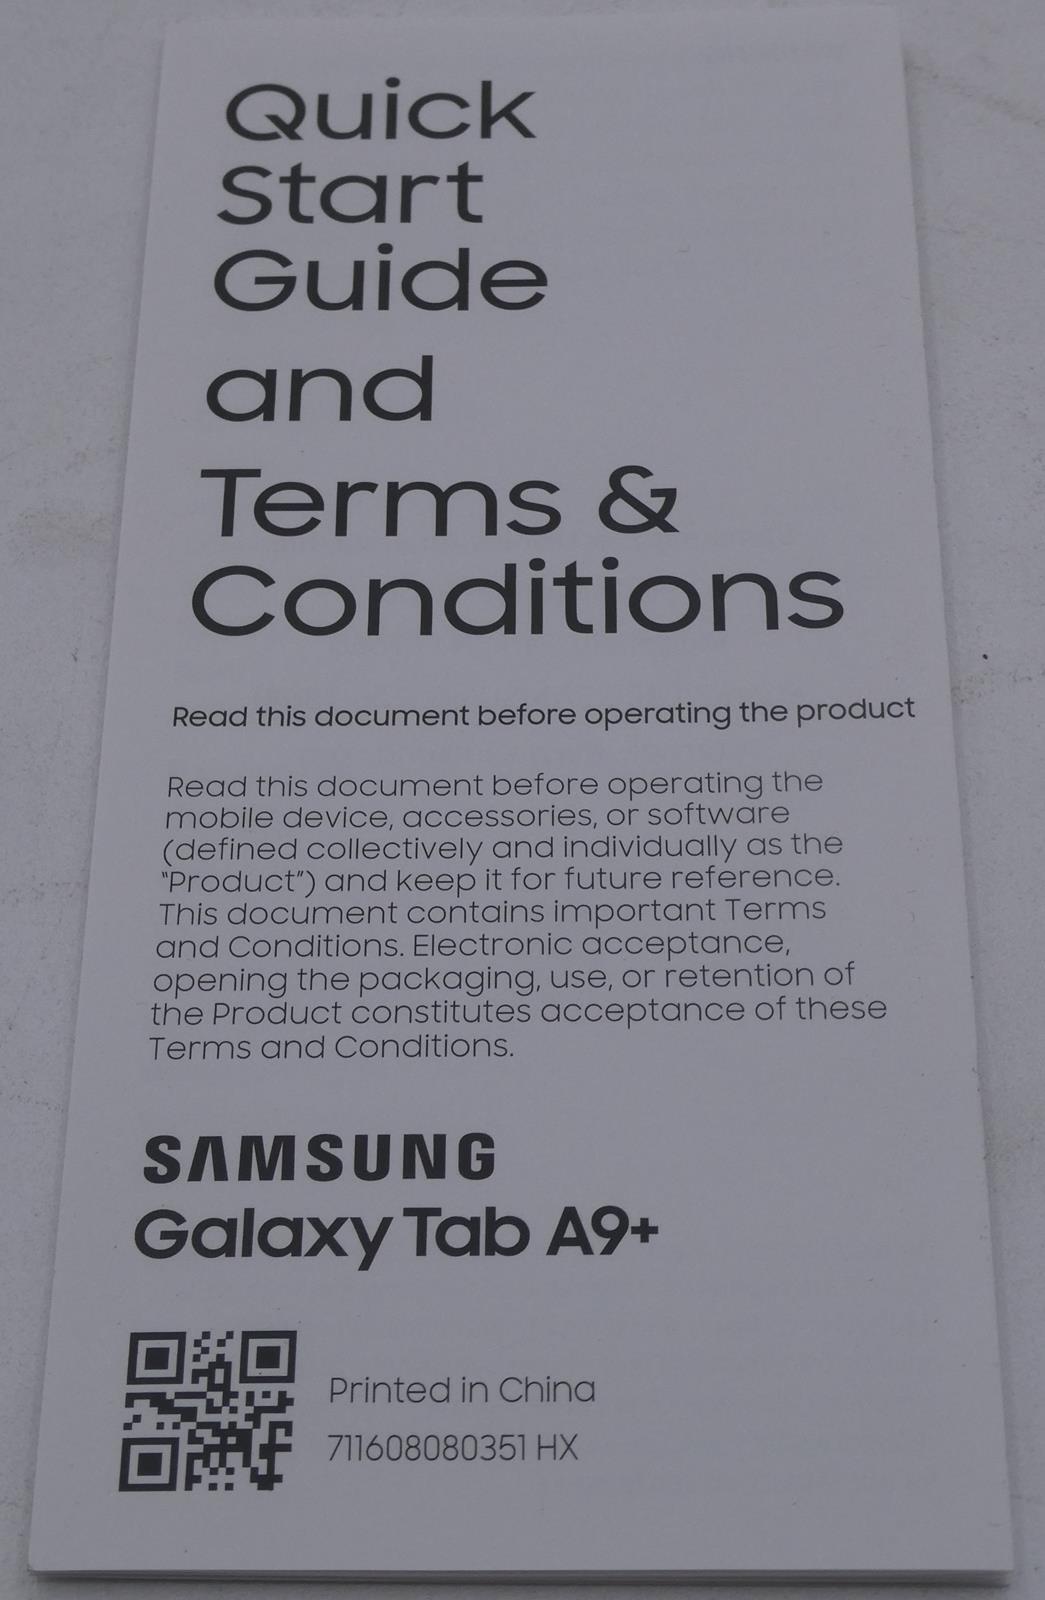 Quick
Start
Guide
and
Terms &
Conditions
Read this document before operating the product
Read this document before operating the
mobile device, accessories, or software
(defined collectively and individually as the
"Product") and keep it for future reference.
This document contains important Terms
and Conditions. Electronic acceptance,
opening the packaging, use, or retention of
the Product constitutes acceptance of these
Terms and Conditions.
SAMSUNG
Galaxy Tab A9+
Printed in China
711608080351 HX